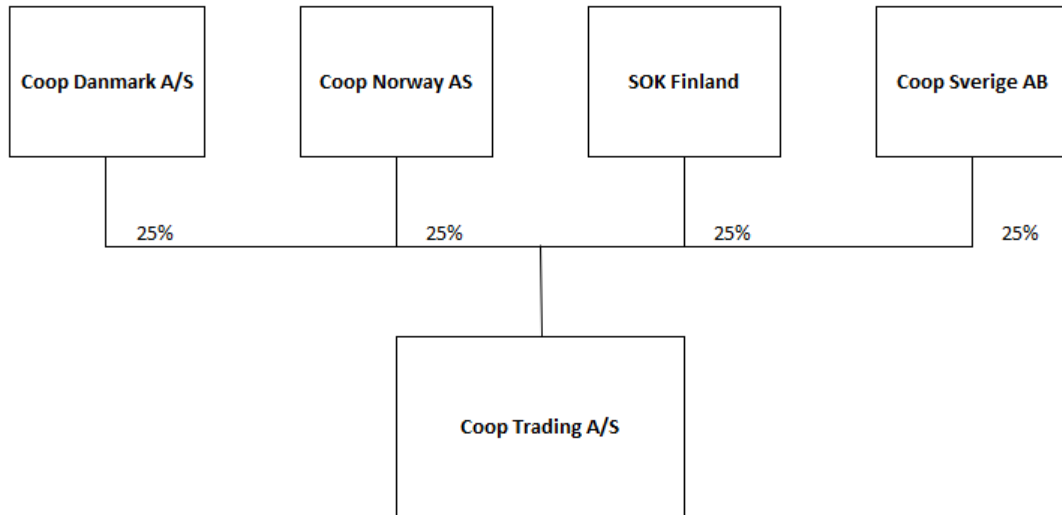 Coop Danmark A/S
Coop Norway AS
SOK Finland
Coop Sverige AB
25%
25%
25%
25%
Coop Trading A/S